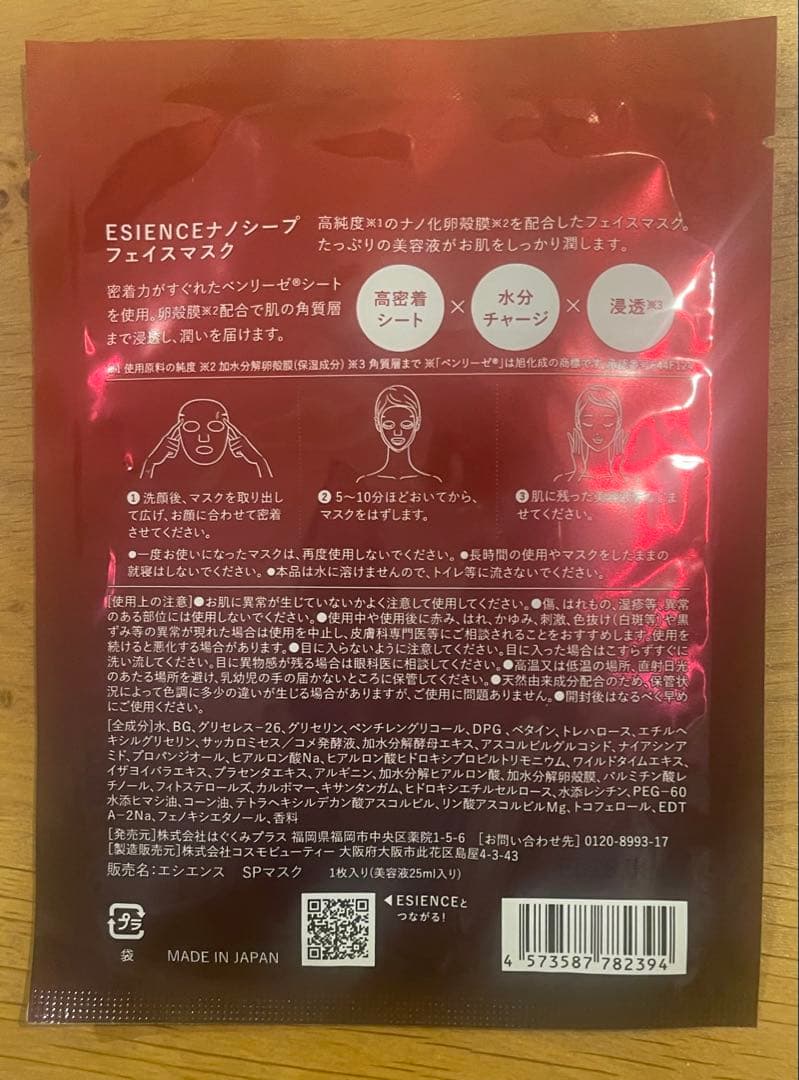 ESIENCEナノシープ
フェイスマスク
高純度※1のナノ化卵殻膜※2を配合したフェイスマスク。
たっぷりの美容液がお肌をしっかり潤します。
密着力がすぐれたベンリーゼ®シート
を使用。卵殻膜※2配合で肌の角質層
まで浸透し、潤いを届けます。
高密着
シート
×
水分
チャージ
×
浸透※3
※1 使用原料の純度 ※2 加水分解卵殻膜(保湿成分) ※3 角質層まで ※「ベンリーゼ®」は旭化成の商標です。
❶ 洗顔後、マスクを取り出し
て広げ、お顔に合わせて密着
させてください。
❷ 5〜10分ほどおいてから、
マスクをはずします。
❸ 肌に残った
せてください。
●一度お使いになったマスクは、再度使用しないでください。●長時間の使用やマスクをしたままの
就寝はしないでください。●本品は水に溶けませんので、トイレ等に流さないでください。
[使用上の注意]●お肌に異常が生じていないかよく注意して使用してください。●傷、はれもの、湿疹等、異常
のある部位には使用しないでください。●使用中や使用後に赤み、はれ、かゆみ、刺激、色抜け(白斑等)や黒
ずみ等の異常が現れた場合は使用を中止し、皮膚科専門医等にご相談されることをおすすめします。使用を
続けると悪化する場合があります。●目に入らないように注意してください。目に入った場合はこすらずすぐに
洗い流してください。目に異物感が残る場合は眼科医に相談してください。●高温又は低温の場所、直射日光
のあたる場所を避け、乳幼児の手の届かないところに保管してください。●天然由来成分配合のため、保管状
況によって色調に多少の違いが生じる場合がありますが、ご使用に問題ありません。●開封後はなるべく早め
にご使用ください。
[全成分]水、BG、グリセレス-26、グリセリン、ペンチレングリコール、DPG、ベタイン、トレハロース、エチルヘ
キシルグリセリン、サッカロミセス/コメ発酵液、加水分解酵母エキス、アスコルビルグルコシド、ナイアシンア
ミド、プロパンジオール、ヒアルロン酸Na、ヒアルロン酸ヒドロキシプロピルトリモニウム、ワイルドタイムエキス、
イザヨイバラエキス、プラセンタエキス、アルギニン、加水分解ヒアルロン酸、加水分解卵殻膜、パルミチン酸レ
チノール、フィトステロールズ、カルボマー、キサンタンガム、ヒドロキシエチルセルロース、水添レシチン、PEG-60
水添ヒマシ油、コーン油、テトラヘキシルデカン酸アスコルビル、リン酸アスコルビルMg、トコフェロール、EDT
A-2Na、フェノキシエタノール、香料
[発売元]株式会社はぐくみプラス 福岡県福岡市中央区薬院1-5-6 [お問い合わせ先] 0120-8993-17
[製造販売元]株式会社コスモビューティー 大阪府大阪市此花区島屋4-3-43
販売名:エシエンス SPマスク 1枚入り(美容液25ml入り)
プラ
袋
MADE IN JAPAN
◀ESIENCEと
つながる!
4 573587 782394